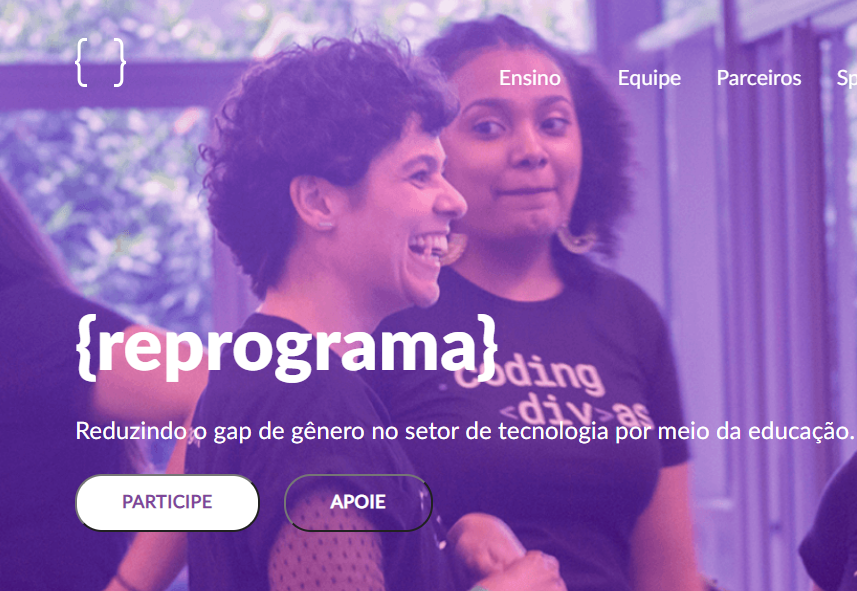 { }
Ensino Equipe Parceiros Sp
{reprograma}
coding
<div>as
Reduzindo o gap de gênero no setor de tecnologia por meio da educação.
PARTICIPE APOIE